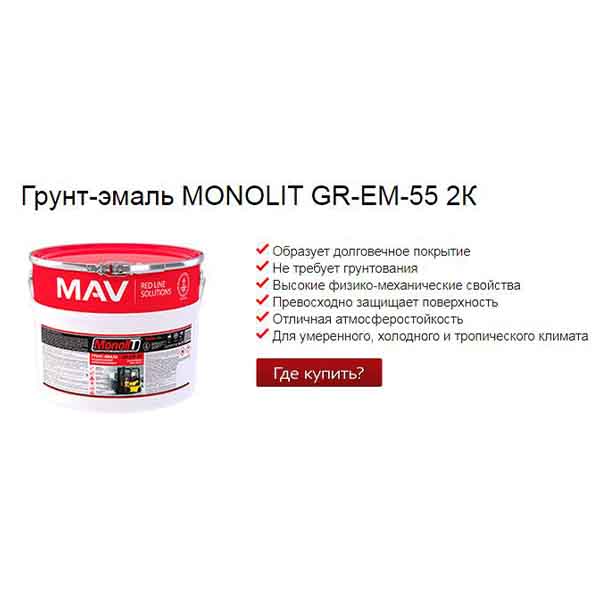 Грунт-эмаль MONOLIT GR-EM-55 2К
Образует долговечное покрытие
Не требует грунтования
Высокие физико-механические свойства
Превосходно защищает поверхность
Отличная атмосферостойкость
Для умеренного, холодного и тропического климата
Где купить?
MAV
RED LINE
SOLUTIONS
MonoliT